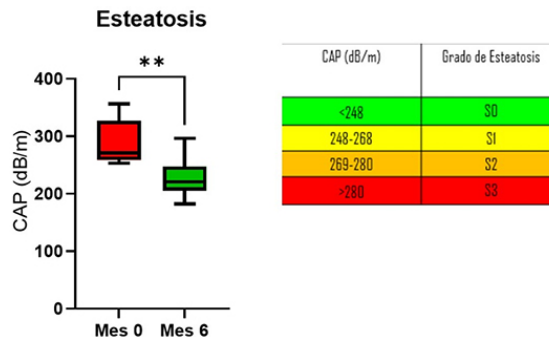 Esteatosis
**
CAP (dB/m)
400
300
200
100
0
Mes 0 Mes 6
CAP (dB/m) Grado de Esteatosis
<248 S0
248-268 S1
269-280 S2
>280 S3